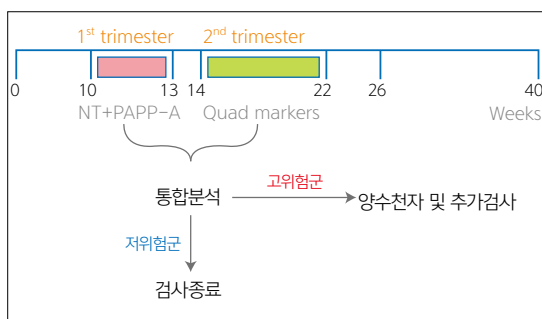 1st trimester 2nd trimester
0 10 13 14 22 26 40
NT+PAPP-A Quad markers Weeks
통합분석 고위험군 양수천자 및 추가검사
저위험군
검사종료